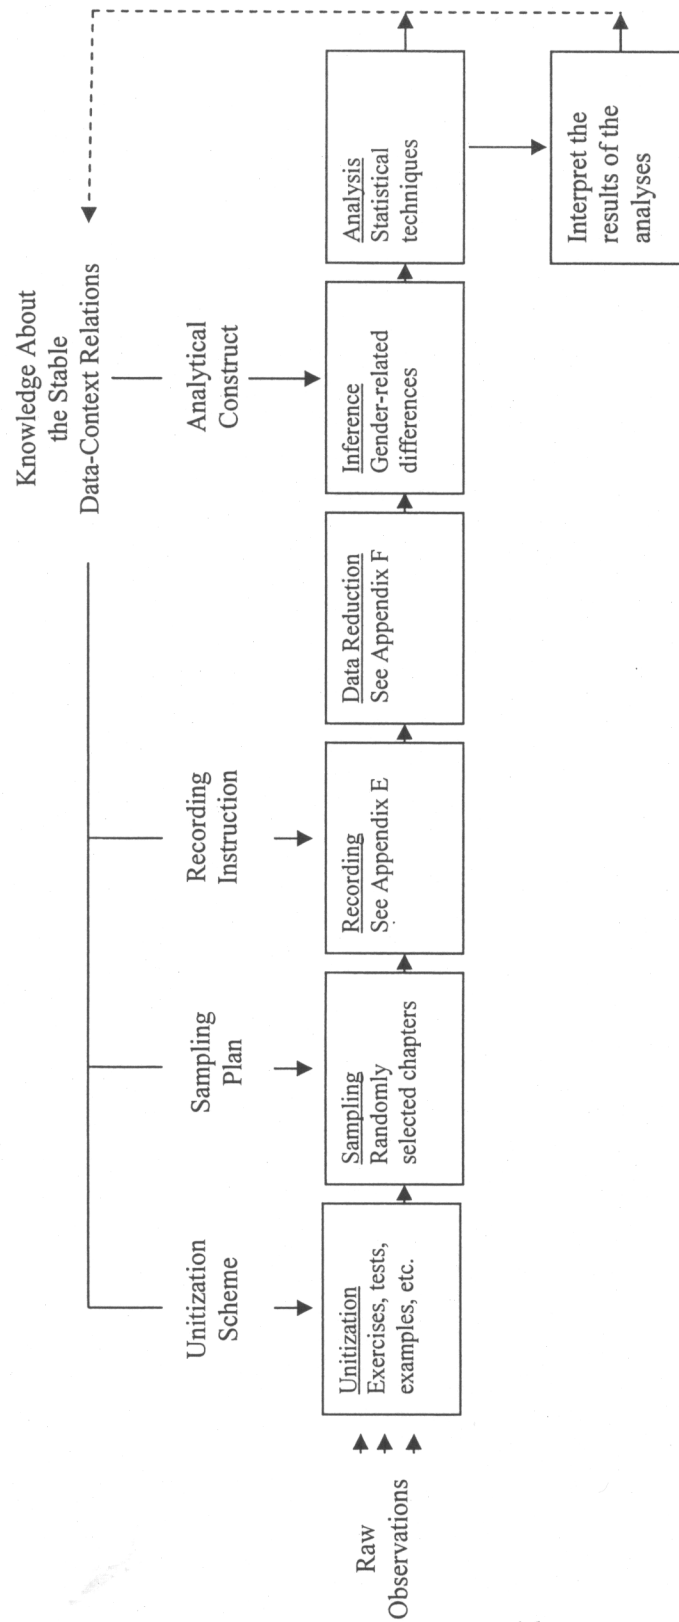 Knowledge About
the Stable
Data-Context Relations
Unitization
Scheme
Sampling
Plan
Recording
Instruction
Analytical
Construct
Raw
Observations
Unitization
Exercises, tests,
examples, etc.
Sampling
Randomly
selected chapters
Recording
See Appendix E
Data Reduction
See Appendix F
Inference
Gender-related
differences
Analysis
Statistical
techniques
Interpret the
results of the
analyses